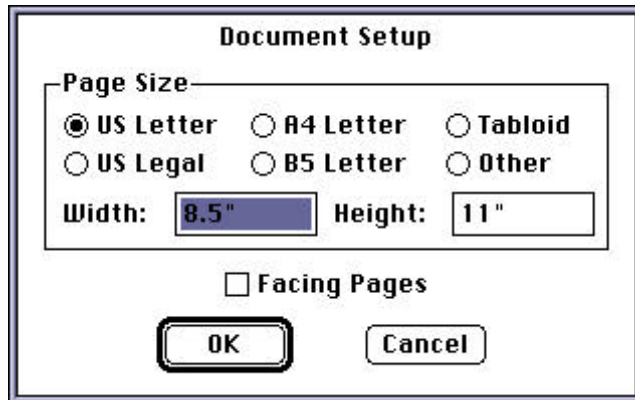 Document Setup
Page Size
US Letter A4 Letter Tabloid
US Legal B5 Letter Other
Width: 8.5" Height: 11"
Facing Pages
OK Cancel